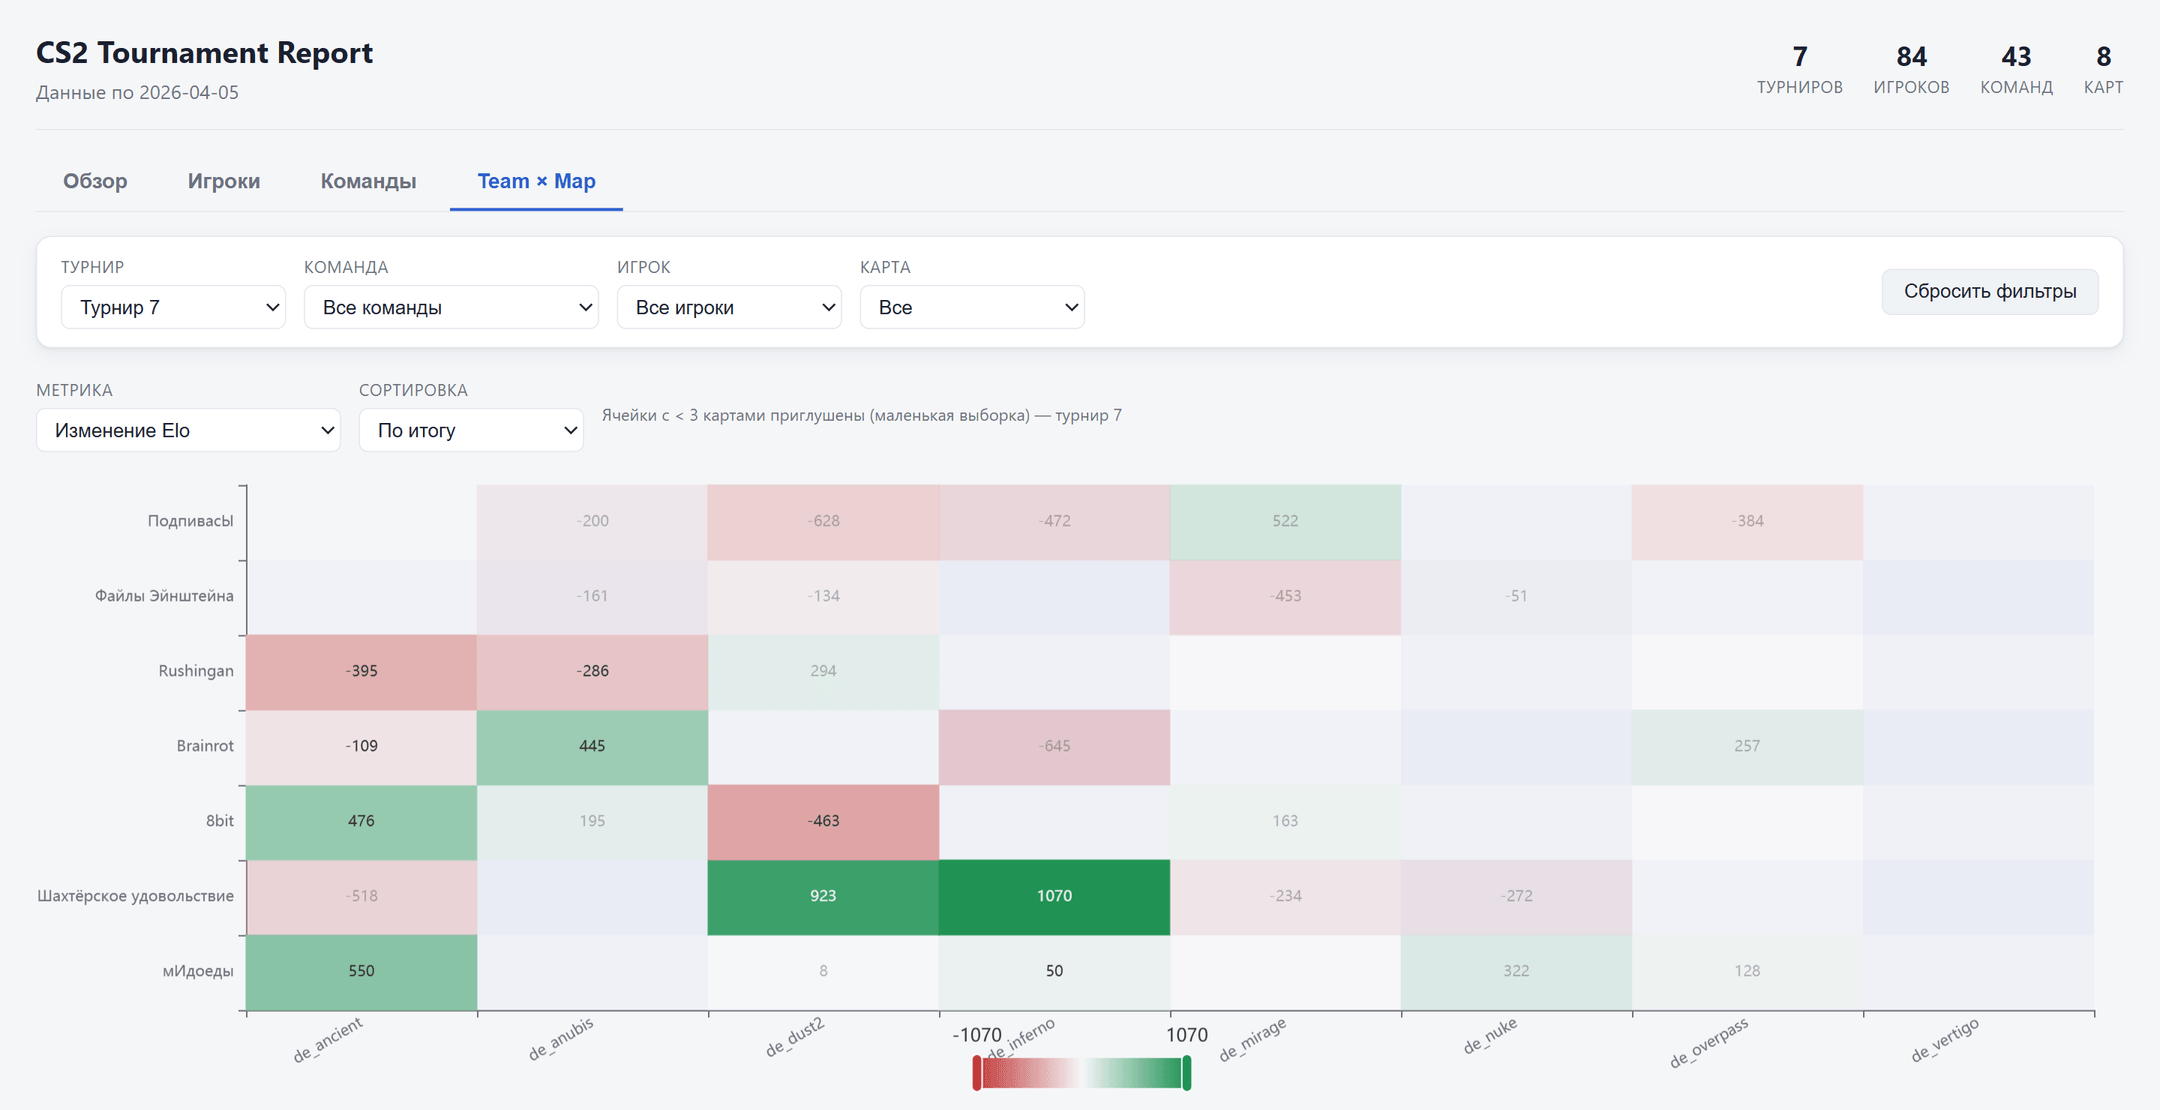 CS2 Tournament Report
Данные по 2026-04-05
7 84 43 8
ТУРНИРОВ ИГРОКОВ КОМАНД КАРТ
Обзор Игроки Команды Team × Map
ТУРНИР КОМАНДА ИГРОК КАРТА
Турнир 7 Все команды Все игроки Все Сбросить фильтры
МЕТРИКА СОРТИРОВКА
Изменение Elo По итогу Ячейки с < 3 картами приглушены (маленькая выборка) — турнир 7
ПодпивасЫ -200 -628 -472 522 -384
Файлы Эйнштейна -161 -134 -453 -51
Rushingan -395 -286 294
Brainrot -109 445 -645 257
8bit 476 195 -463 163
Шахтёрское удовольствие -518 923 1070 -234 -272
мИдоеды 550 8 50 322 128
de_ancient de_anubis de_dust2 de_inferno de_mirage de_nuke de_overpass de_vertigo
-1070 1070